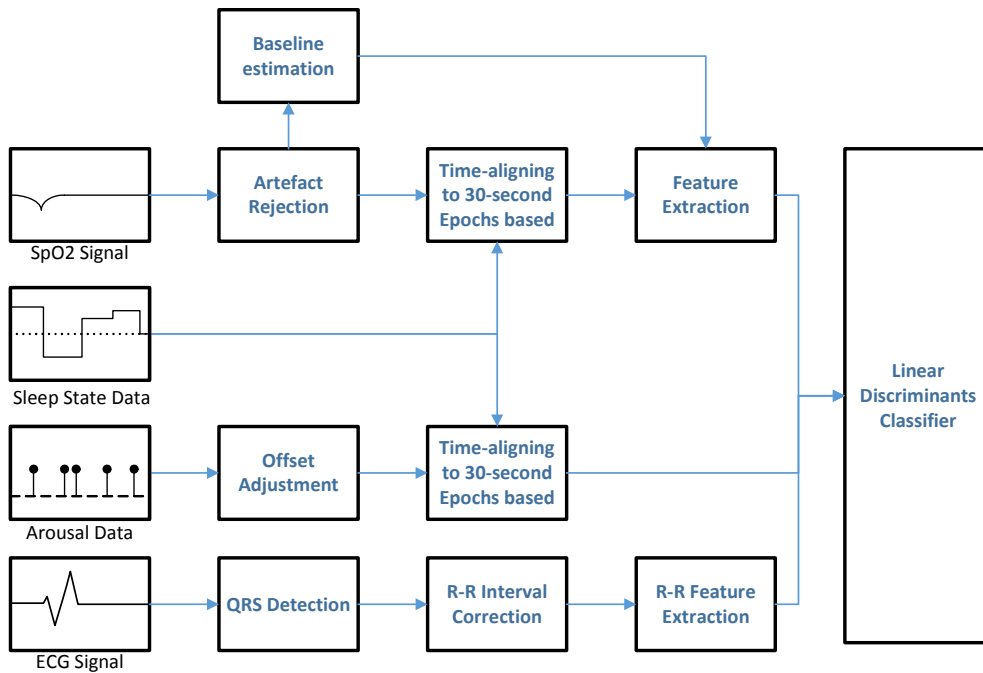 Baseline
estimation
Artefact
Rejection
Time-aligning
to 30-second
Epochs based
Feature
Extraction
SpO2 Signal
Sleep State Data
Linear
Discriminants
Classifier
Offset
Adjustment
Time-aligning
to 30-second
Epochs based
Arousal Data
QRS Detection
R-R Interval
Correction
R-R Feature
Extraction
ECG Signal